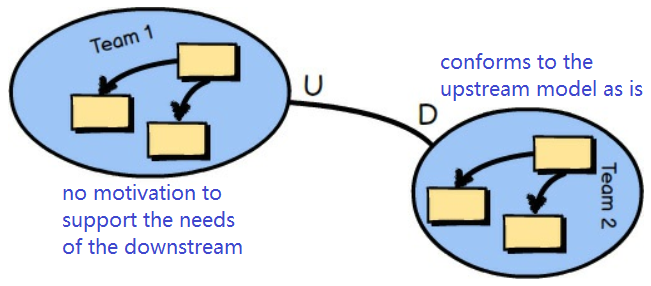 Team 1
U
no motivation to
support the needs
of the downstream
conforms to the
upstream model as is
D
Team 2